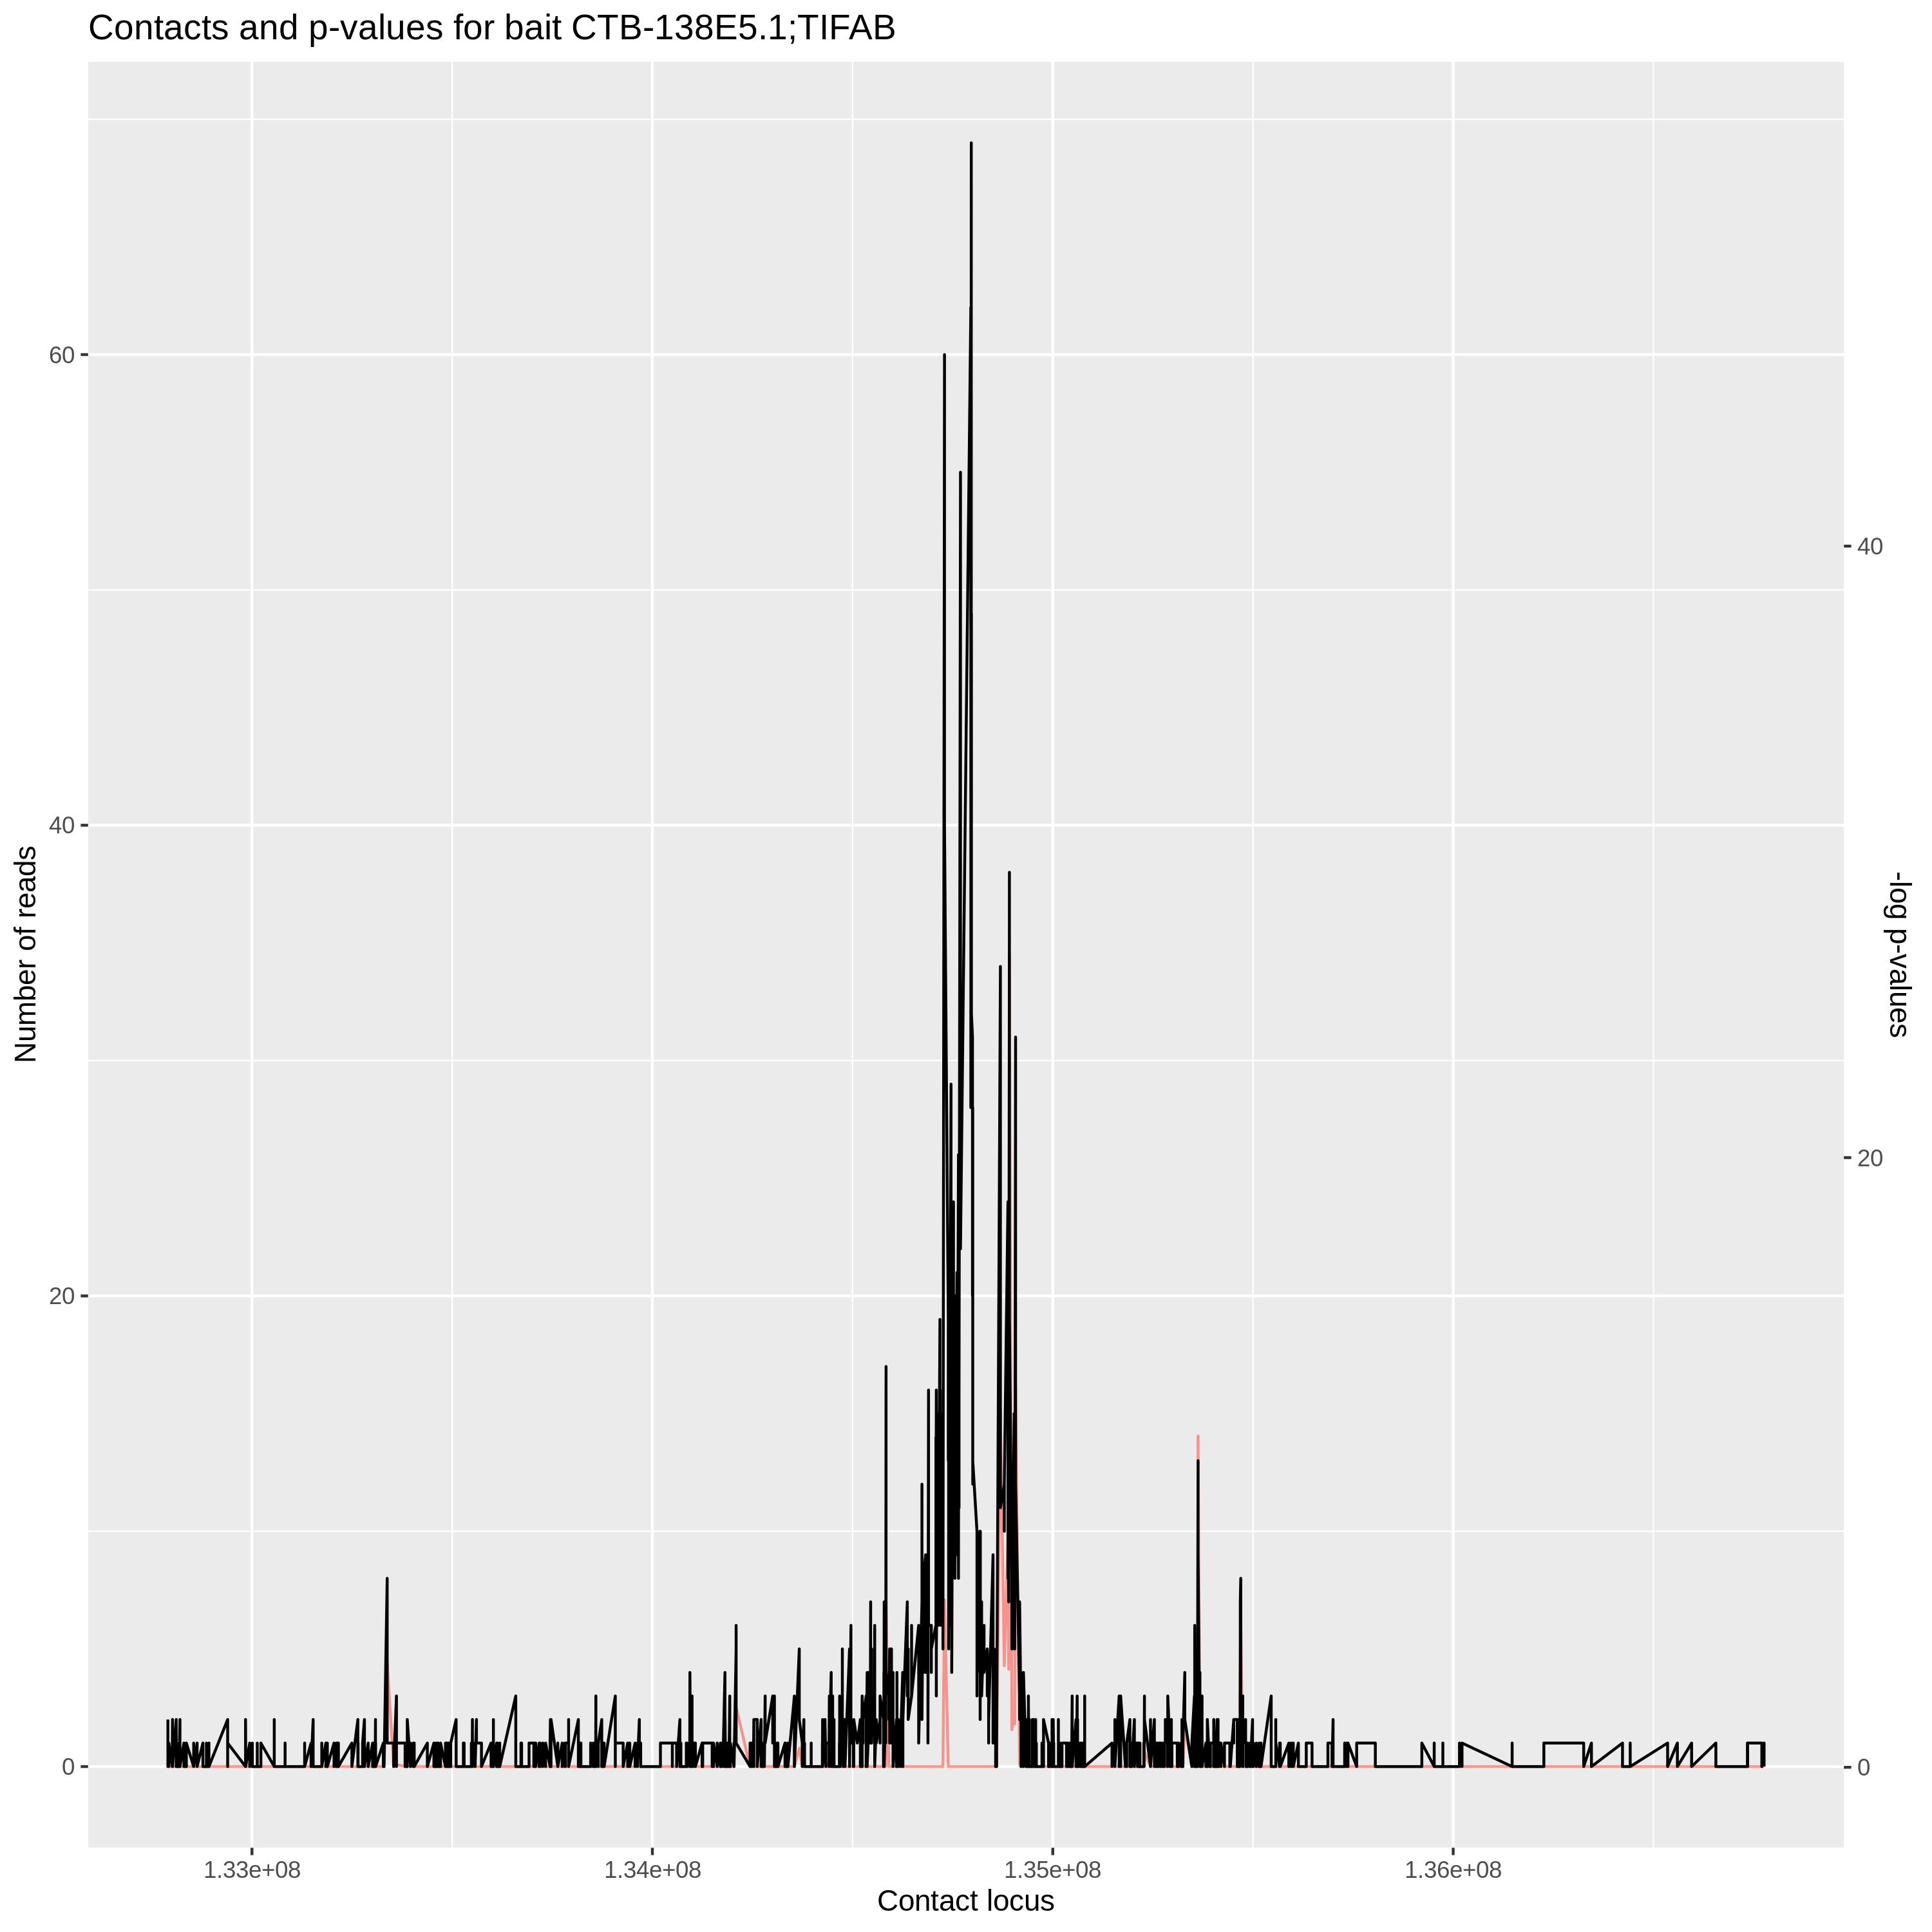 Contacts and p-values for bait CTB-138E5.1;TIFAB
60
40
20
0
Number of reads
40
20
0
-log p-values
1.33e+08 1.34e+08 1.35e+08 1.36e+08
Contact locus